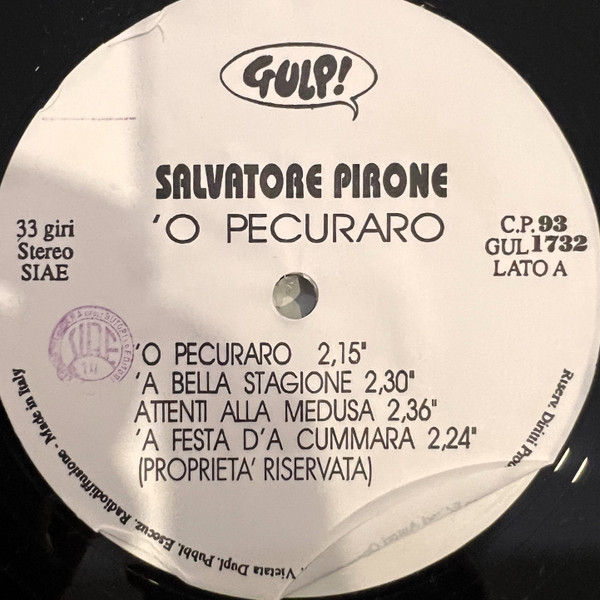 GULP!
SALVATORE PIRONE
'O PECURARO
33 giri
Stereo
SIAE
C.P. 93
GUL 1732
LATO A
SIAE
'O PECURARO 2,15"
'A BELLA STAGIONE 2,30"
ATTENTI ALLA MEDUSA 2,36"
'A FESTA D'A CUMMARA 2,24"
(PROPRIETA' RISERVATA)
Riserv. Diritti
Vietata Dupl. Pubbl. Esecuz. Radiodiffusione - Made in Italy